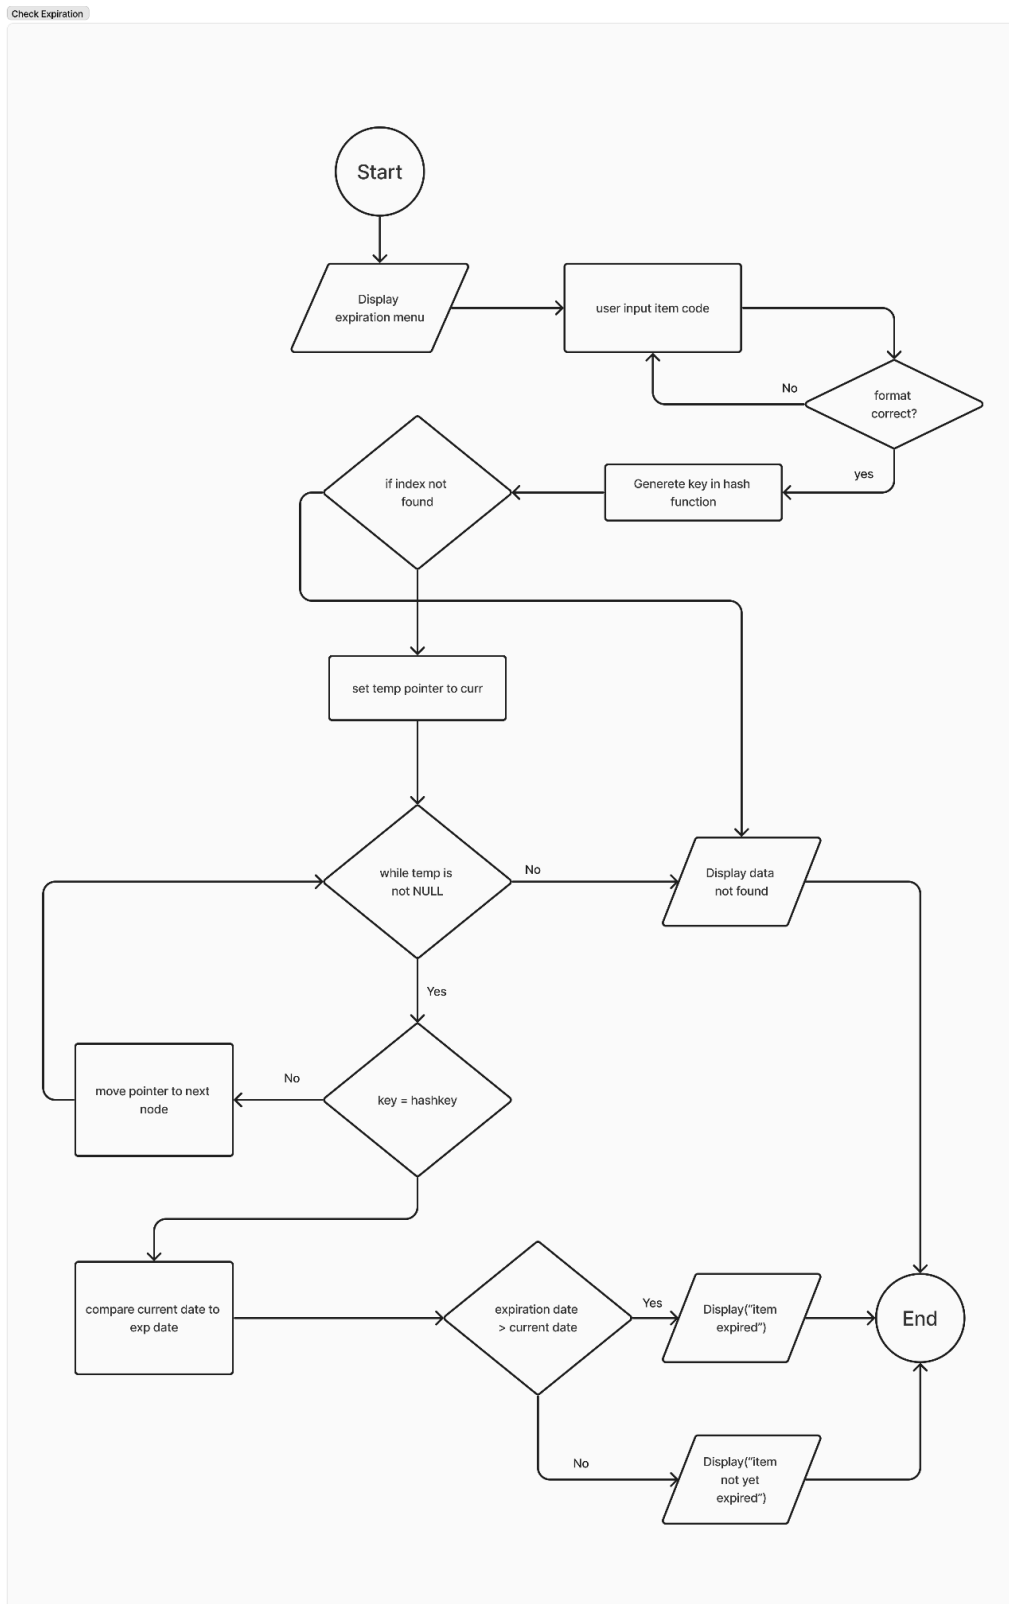 Check Expiration
Start
Display
expiration menu
user input item code
No
format
correct?
yes
Generete key in hash
function
if index not
found
set temp pointer to curr
while temp is
not NULL
No
Display data
not found
Yes
move pointer to next
node
No
key = hashkey
compare current date to
exp date
expiration date
> current date
Yes
Display("item
expired")
End
No
Display("item
not yet
expired")